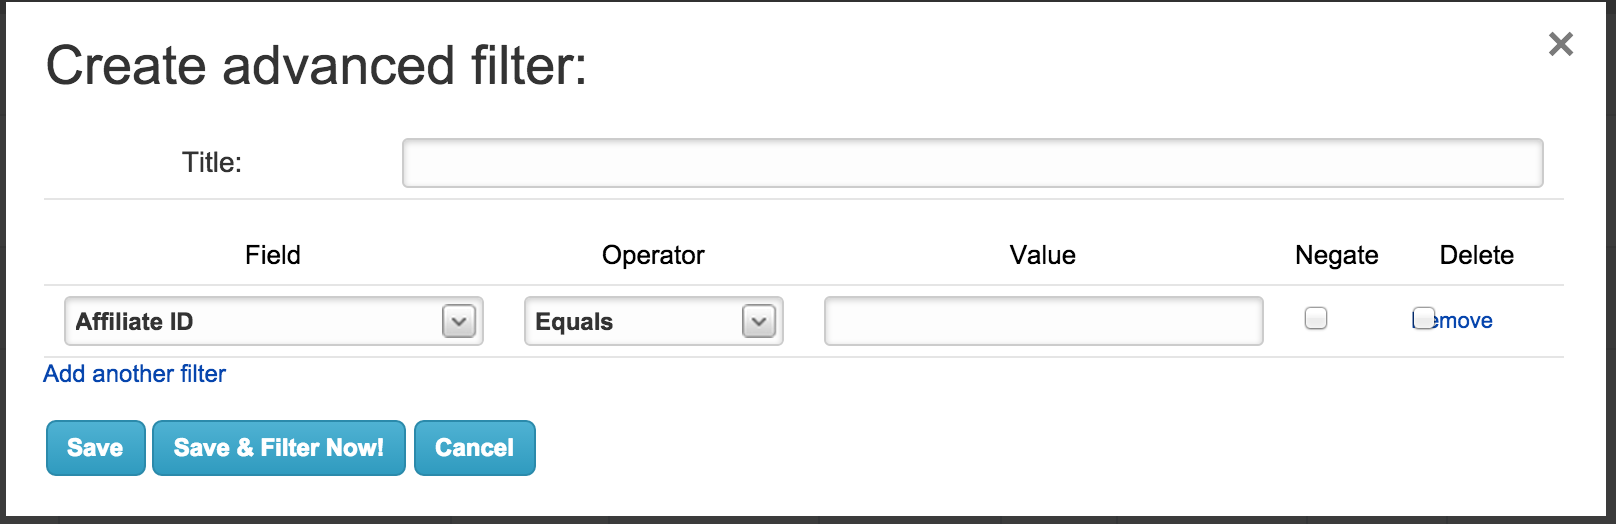 Create advanced filter:
Title:
Field Operator Value Negate Delete
Affiliate ID Equals emove
Add another filter
Save Save & Filter Now! Cancel